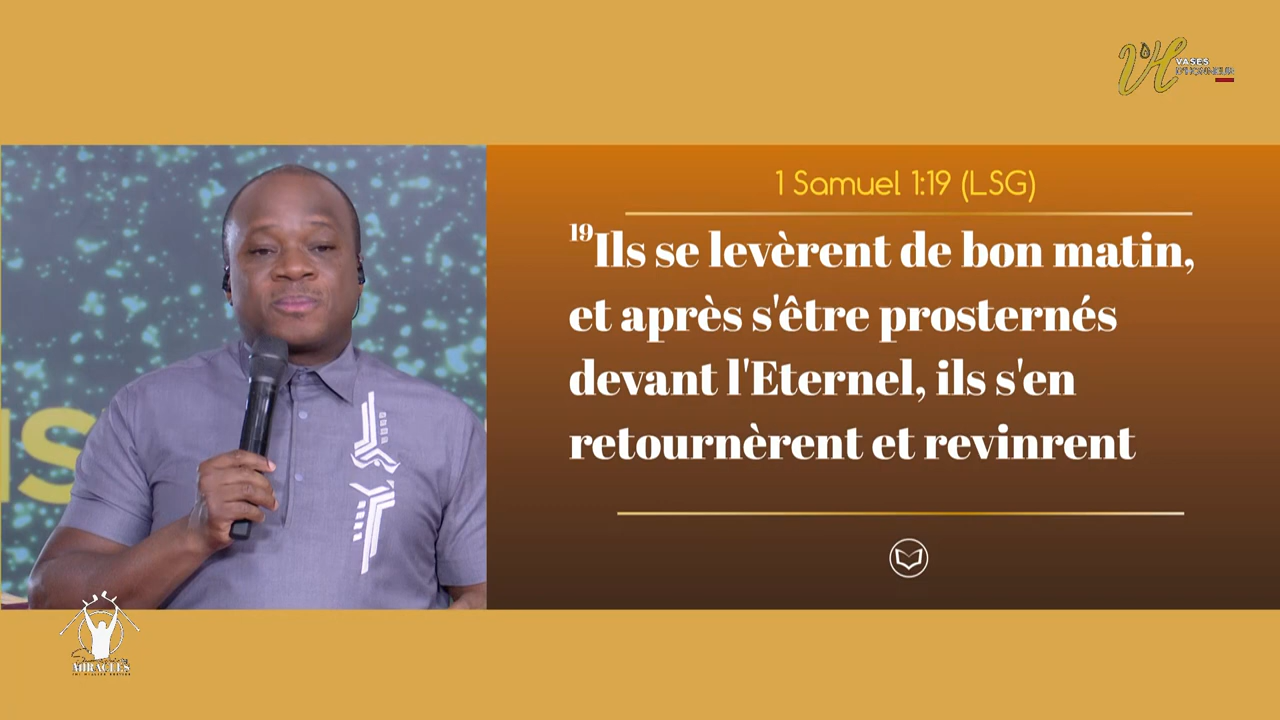 VASES
D'HONNEUR
1 Samuel 1:19 (LSG)
19Ils se levèrent de bon matin,
et après s'être prosternés
devant l'Eternel, ils s'en
retournèrent et revinrent
MIRACLES